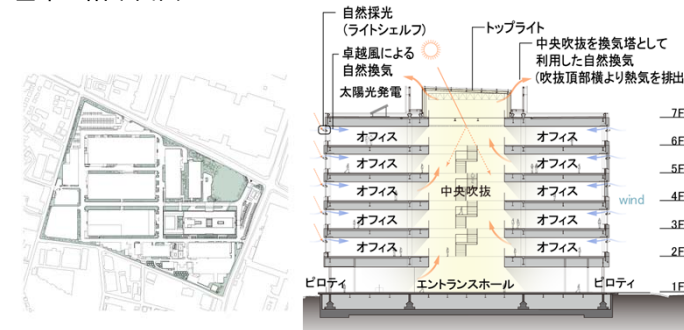 自然採光
（ライトシェルフ）
卓越風による
自然換気
太陽光発電
トップライト
中央吹抜を換気塔として
利用した自然換気
（吹抜頂部横より熱気を排出
7F
オフィス
オフィス
6F
オフィス
オフィス
5F
オフィス
中央吹抜
オフィス
wind
4F
オフィス
オフィス
3F
オフィス
オフィス
2F
ピロティ
エントランスホール
ピロティ
1F